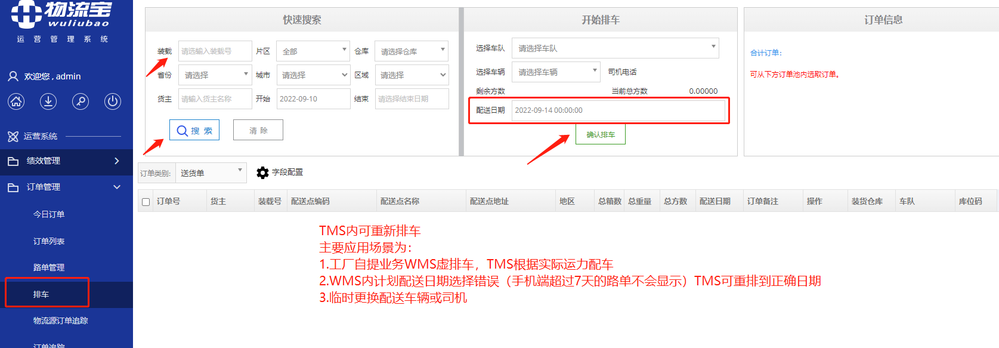 物流宝
wuliubao
运营管理系统
欢迎您 , admin
运营系统
绩效管理
订单管理
今日订单
订单列表
路单管理
排车
物流源订单追踪
订单追踪
快速搜索
装载 请选输入装载号 片区 全部 仓库 请选择仓库
省份 请选择 城市 请选择 区域 请选择
货主 请输入货主名称 开始 2022-09-10 结束 请选择结束日期
搜 索 清 除
开始排车
选择车队 请选择车队
选择车辆 请选择车辆 司机电话
剩余方数 当前总方数 0.00000
配送日期 2022-09-14 00:00:00
确认排车
订单信息
合计订单：
可从下方订单池内选取订单。
订单类别: 送货单 字段配置
订单号 货主 装载号 配送点编码 配送点名称 配送点地址 地区 总箱数 总重量 总方数 配送日期 订单备注 操作 装货仓库 车队 库位码
TMS内可重新排车
主要应用场景为：
1.工厂自提业务WMS虚排车，TMS根据实际运力配车
2.WMS内计划配送日期选择错误（手机端超过7天的路单不会显示）TMS可重排到正确日期
3.临时更换配送车辆或司机